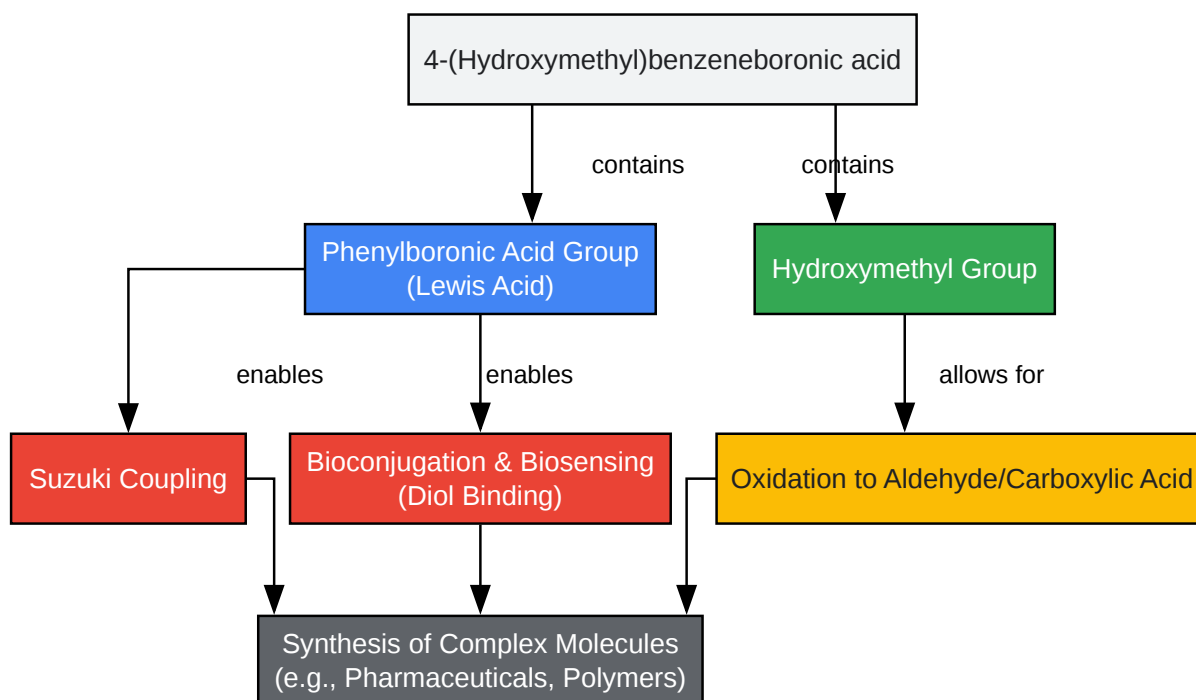 4-(Hydroxymethyl)benzeneboronic acid
contains
contains
Phenylboronic Acid Group
(Lewis Acid)
Hydroxymethyl Group
enables
enables
allows for
Suzuki Coupling
Bioconjugation & Biosensing
(Diol Binding)
Oxidation to Aldehyde/Carboxylic Acid
Synthesis of Complex Molecules
(e.g., Pharmaceuticals, Polymers)